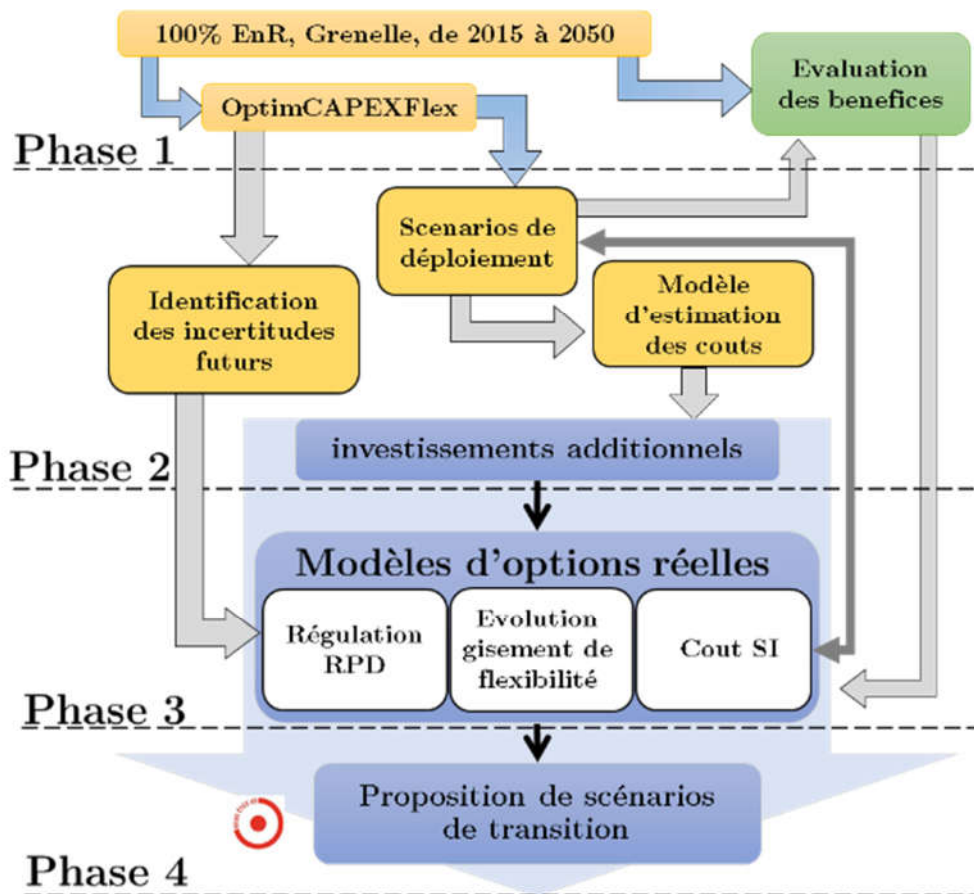 100% EnR, Grenelle, de 2015 à 2050
OptimCAPEXFlex
Evaluation
des benefices
Phase 1
Scenarios de
déploiement
Identification
des incertitudes
futurs
Modèle
d'estimation
des couts
investissements additionnels
Phase 2
Modèles d'options réelles
Régulation
RPD
Evolution
gisement de
flexibilité
Cout SI
Phase 3
Proposition de scénarios
de transition
Phase 4